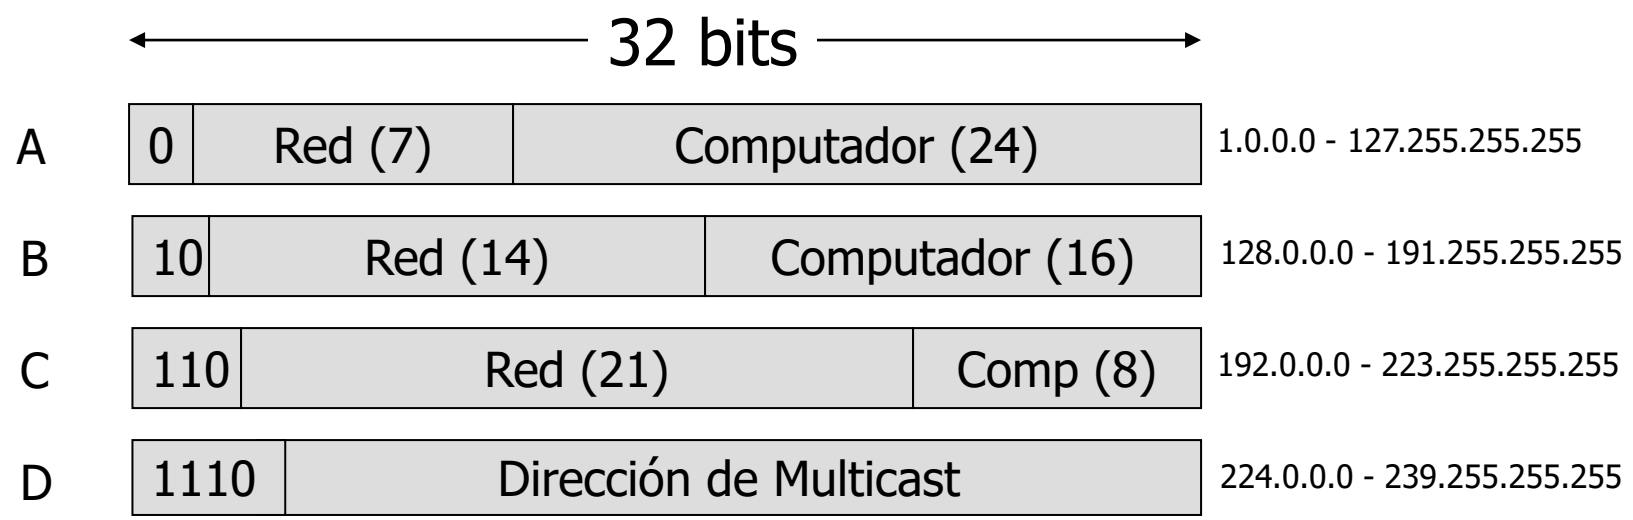 32 bits
A 0 Red (7) Computador (24) 1.0.0.0 - 127.255.255.255
B 10 Red (14) Computador (16) 128.0.0.0 - 191.255.255.255
C 110 Red (21) Comp (8) 192.0.0.0 - 223.255.255.255
D 1110 Dirección de Multicast 224.0.0.0 - 239.255.255.255